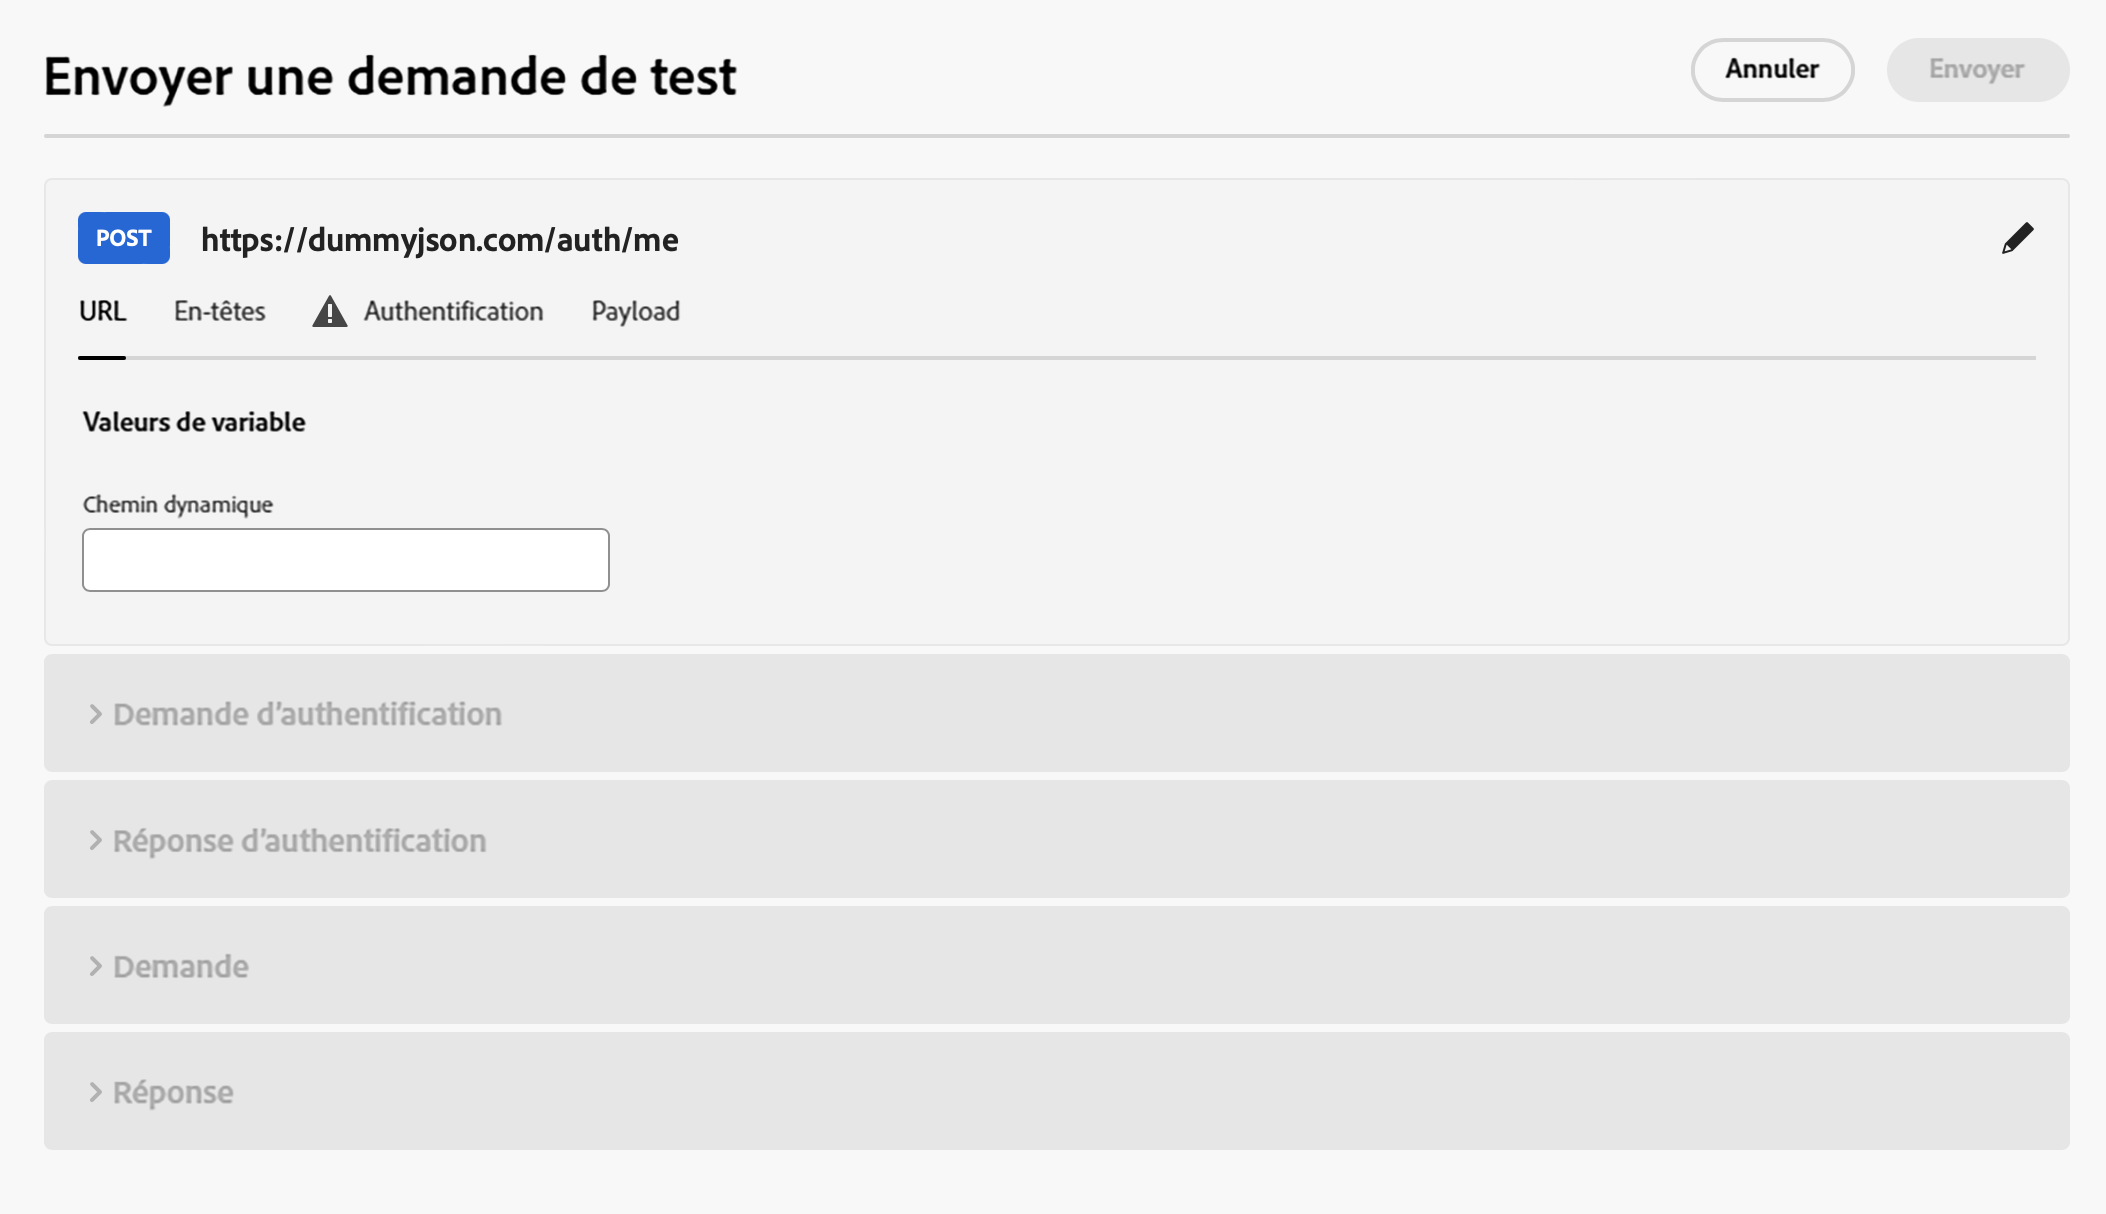 Envoyer une demande de test
Annuler
Envoyer
POST
https://dummyjson.com/auth/me
URL
En-têtes
Authentification
Payload
Valeurs de variable
Chemin dynamique
Demande d’authentification
Réponse d’authentification
Demande
Réponse